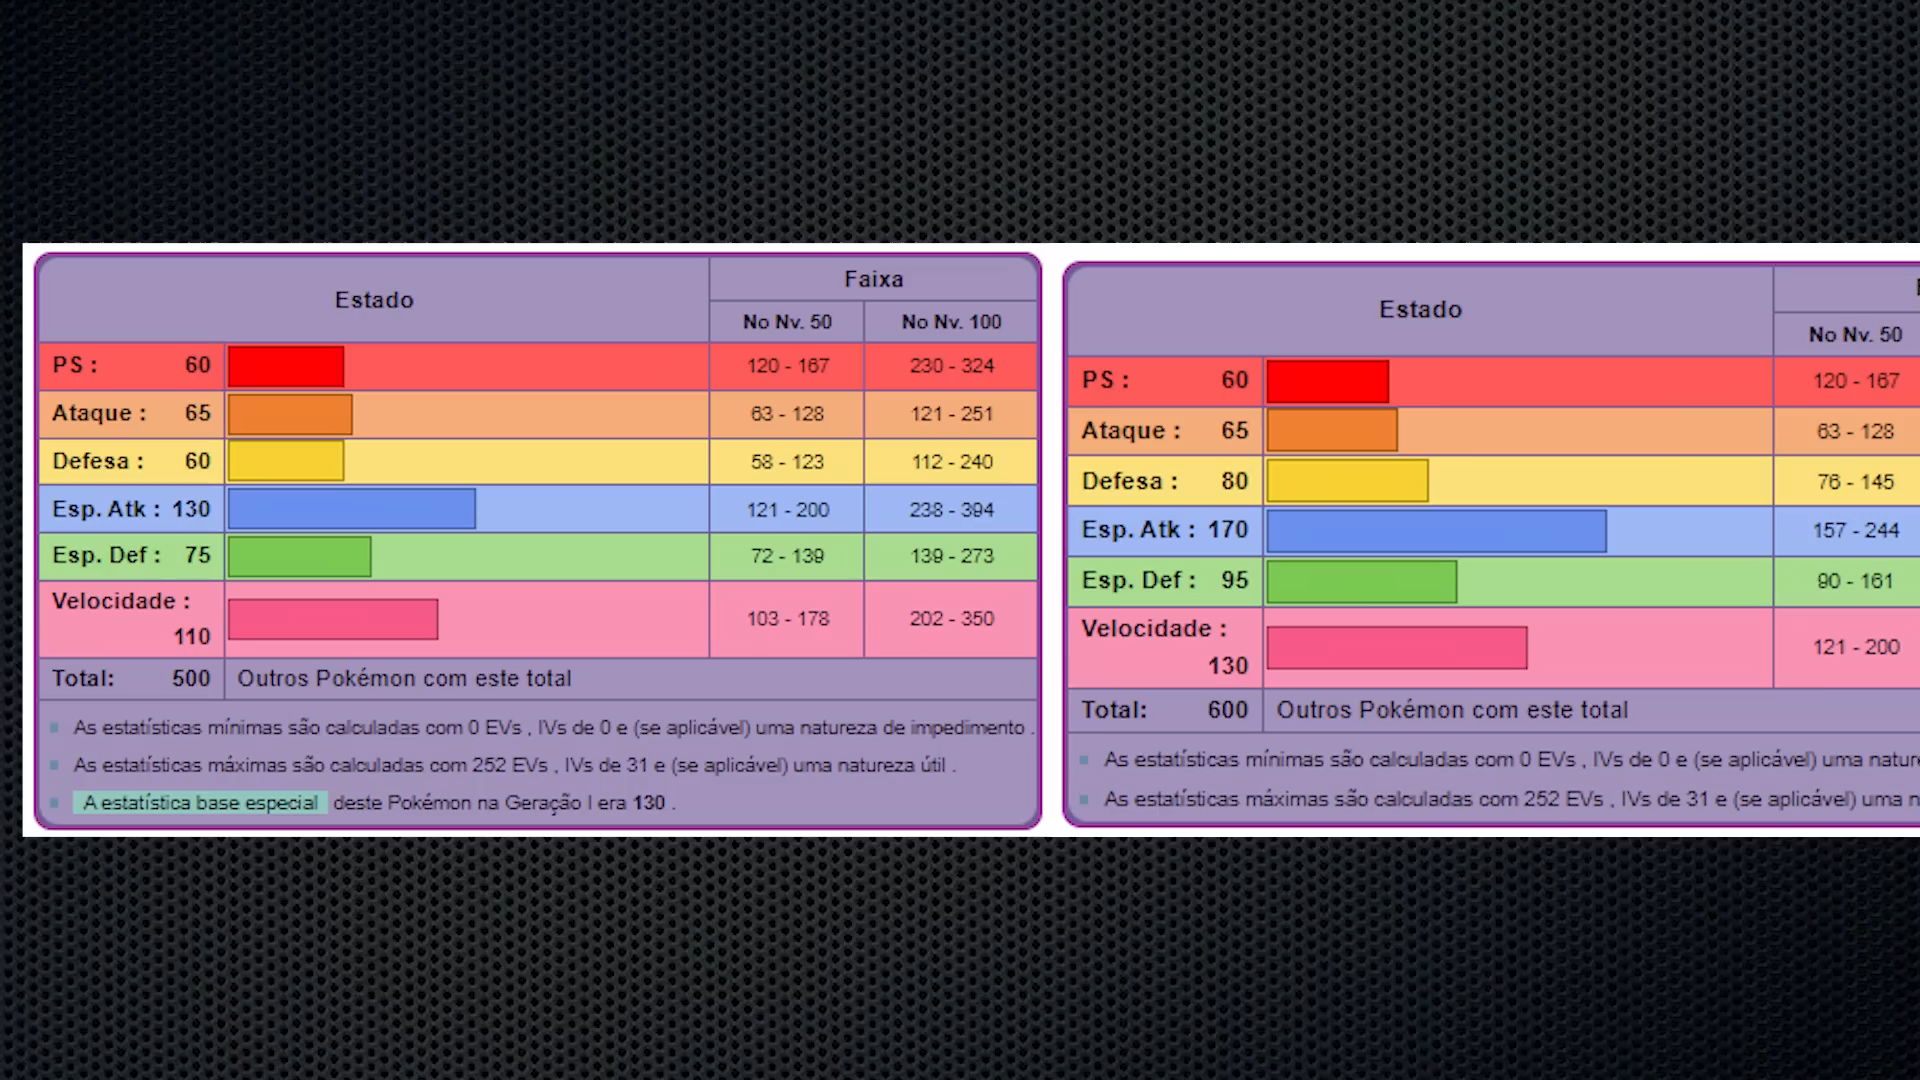 Estado Faixa
No Nv. 50 No Nv. 100
PS : 60 120 - 167 230 - 324
Ataque : 65 63 - 128 121 - 251
Defesa : 60 58 - 123 112 - 240
Esp. Atk : 130 121 - 200 238 - 394
Esp. Def : 75 72 - 139 139 - 273
Velocidade :
110 103 - 178 202 - 350
Total: 500 Outros Pokémon com este total
As estatísticas mínimas são calculadas com 0 EVs , IVs de 0 e (se aplicável) uma natureza de impedimento .
As estatísticas máximas são calculadas com 252 EVs , IVs de 31 e (se aplicável) uma natureza útil .
A estatística base especial deste Pokémon na Geração I era 130 .
Estado
No Nv. 50
PS : 60 120 - 167
Ataque : 65 63 - 128
Defesa : 80 76 - 145
Esp. Atk : 170 157 - 244
Esp. Def : 95 90 - 161
Velocidade :
130 121 - 200
Total: 600 Outros Pokémon com este total
As estatísticas mínimas são calculadas com 0 EVs , IVs de 0 e (se aplicável) uma
As estatísticas máximas são calculadas com 252 EVs , IVs de 31 e (se aplicável) uma